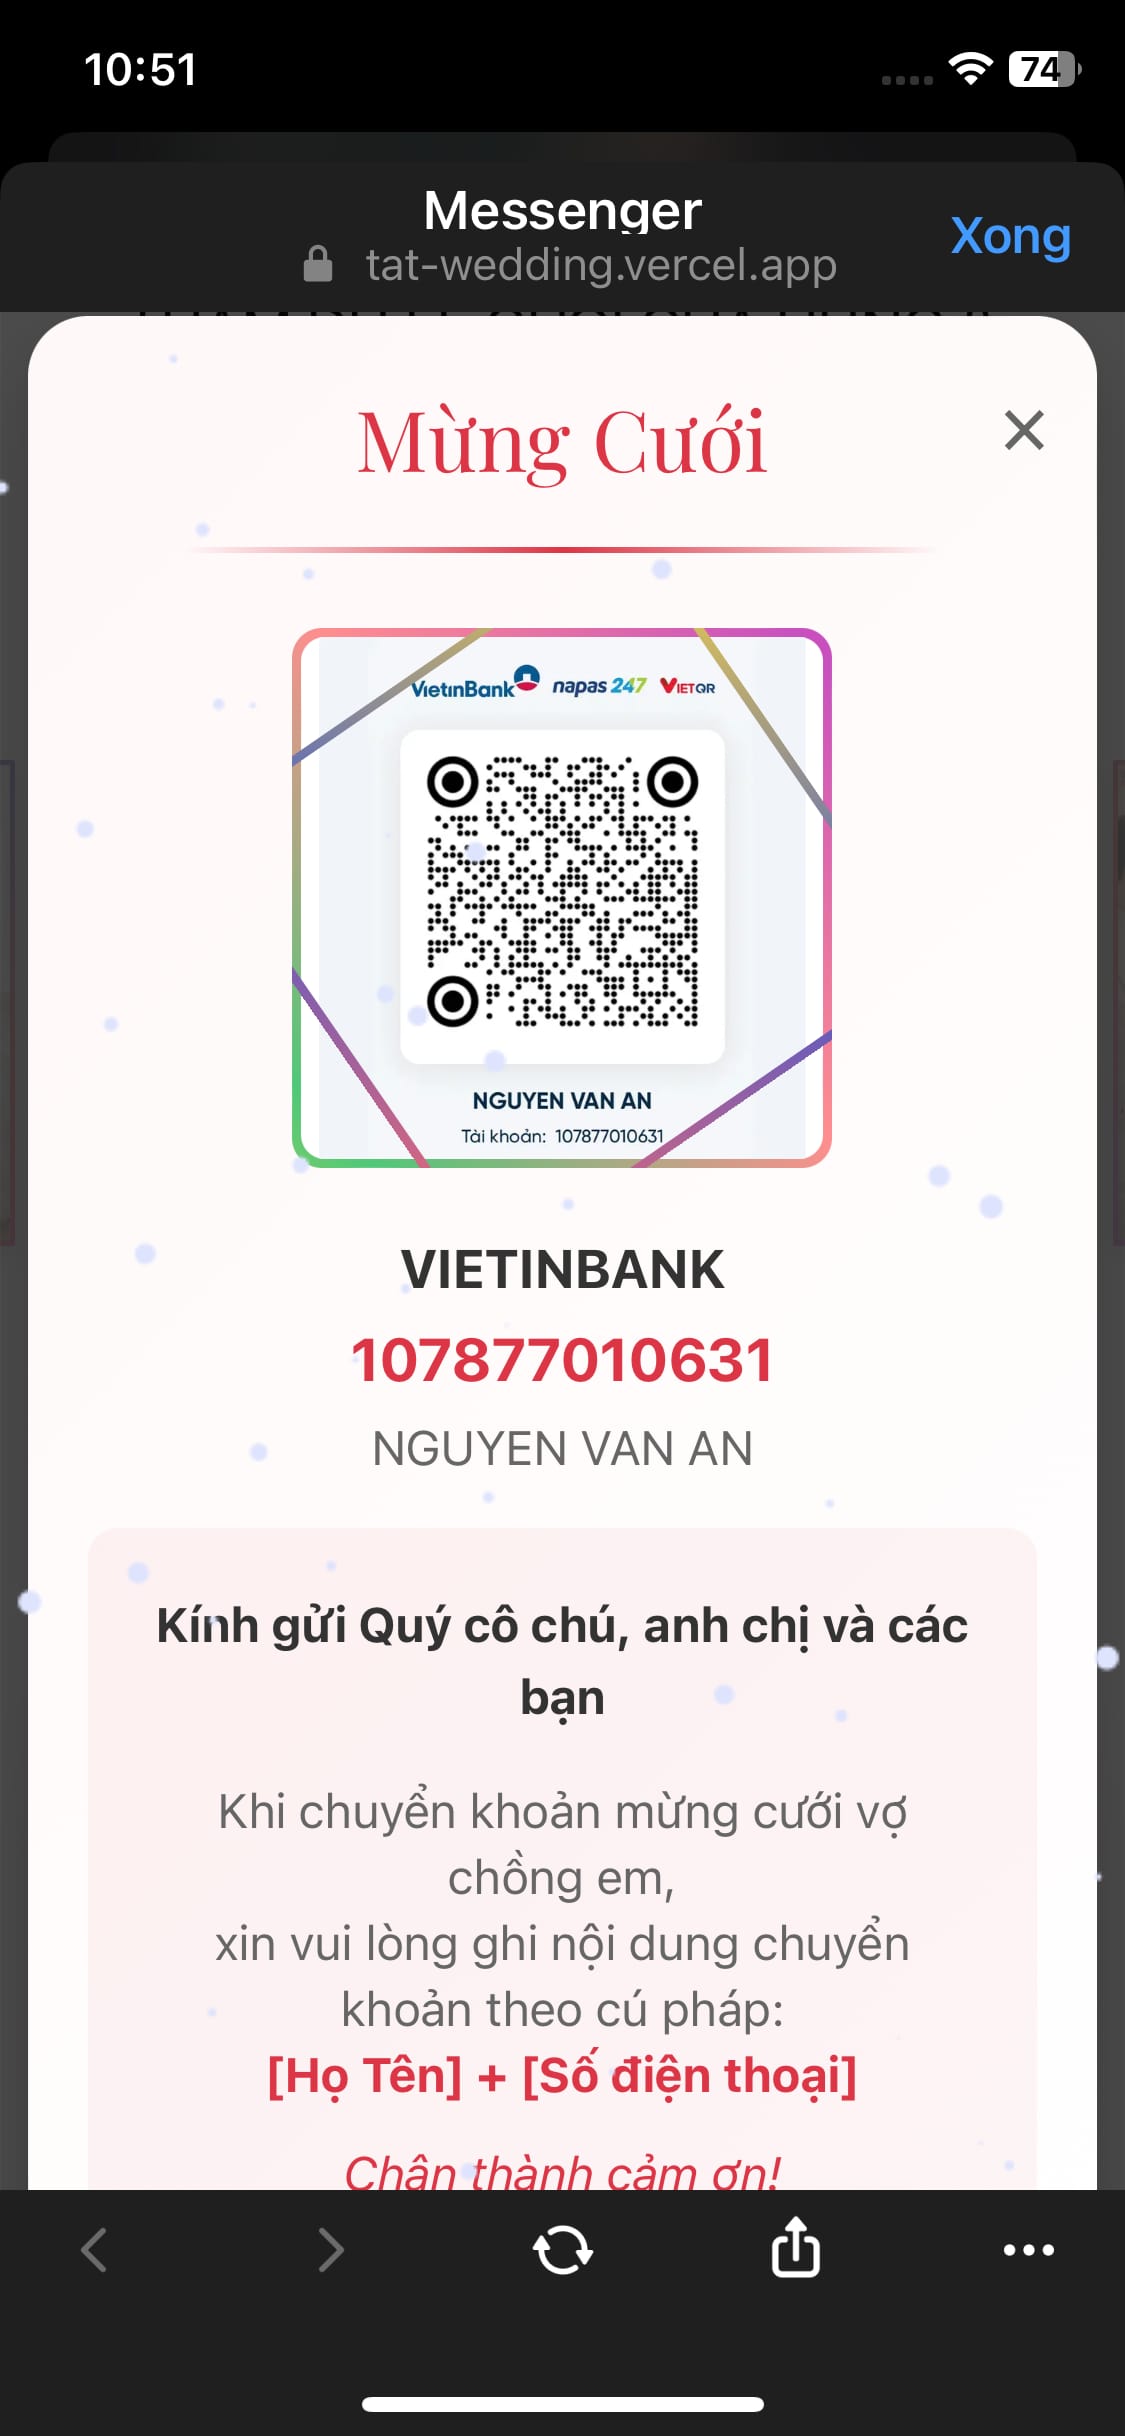 10:51
74
Messenger
Xong
tat-wedding.vercel.app
Mừng Cưới
VietinBank napas 247 VIETQR
NGUYEN VAN AN
Tài khoản: 107877010631
VIETINBANK
107877010631
NGUYEN VAN AN
Kính gửi Quý cô chú, anh chị và các
bạn
Khi chuyển khoản mừng cưới vợ
chồng em,
xin vui lòng ghi nội dung chuyển
khoản theo cú pháp:
[Họ Tên] + [Số điện thoại]
Chân thành cảm ơn!